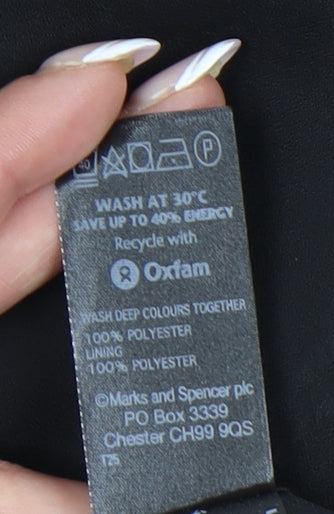 40 P
WASH AT 30°C
SAVE UP TO 40% ENERGY
Recycle with
Oxfam
WASH DEEP COLOURS TOGETHER
100% POLYESTER
LINING
100% POLYESTER
©Marks and Spencer plc
PO Box 3339
Chester CH99 9QS
T25